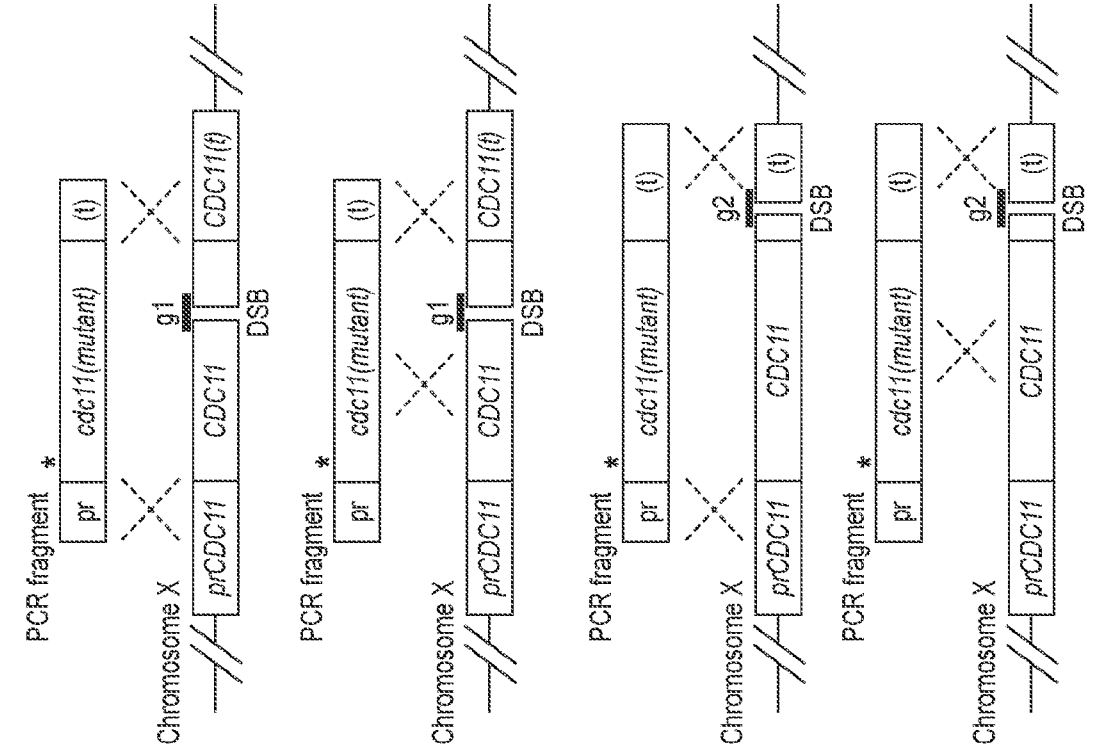 PCR fragment *
pr cdc11(mutant) (t)
g1
Chromosome X
prCDC11 CDC11 CDC11(t)
DSB
PCR fragment *
pr cdc11(mutant) (t)
g1
Chromosome X
prCDC11 CDC11 CDC11(t)
DSB
PCR fragment *
pr cdc11(mutant) (t)
g2
Chromosome X
prCDC11 CDC11 (t)
DSB
PCR fragment *
pr cdc11(mutant) (t)
g2
Chromosome X
prCDC11 CDC11 (t)
DSB